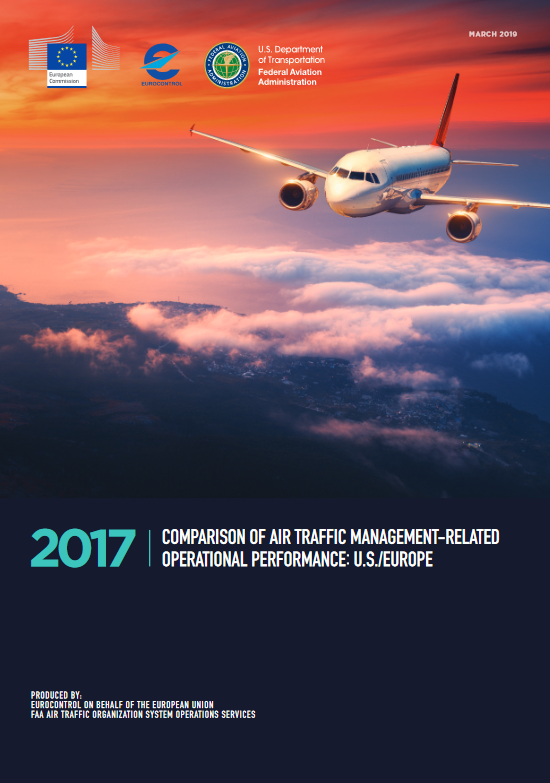 MARCH 2019
European
Commission
EUROCONTROL
FEDERAL AVIATION
ADMINISTRATION
U.S. Department
of Transportation
Federal Aviation
Administration
2017
COMPARISON OF AIR TRAFFIC MANAGEMENT-RELATED
OPERATIONAL PERFORMANCE: U.S./EUROPE
PRODUCED BY:
EUROCONTROL ON BEHALF OF THE EUROPEAN UNION
FAA AIR TRAFFIC ORGANIZATION SYSTEM OPERATIONS SERVICES